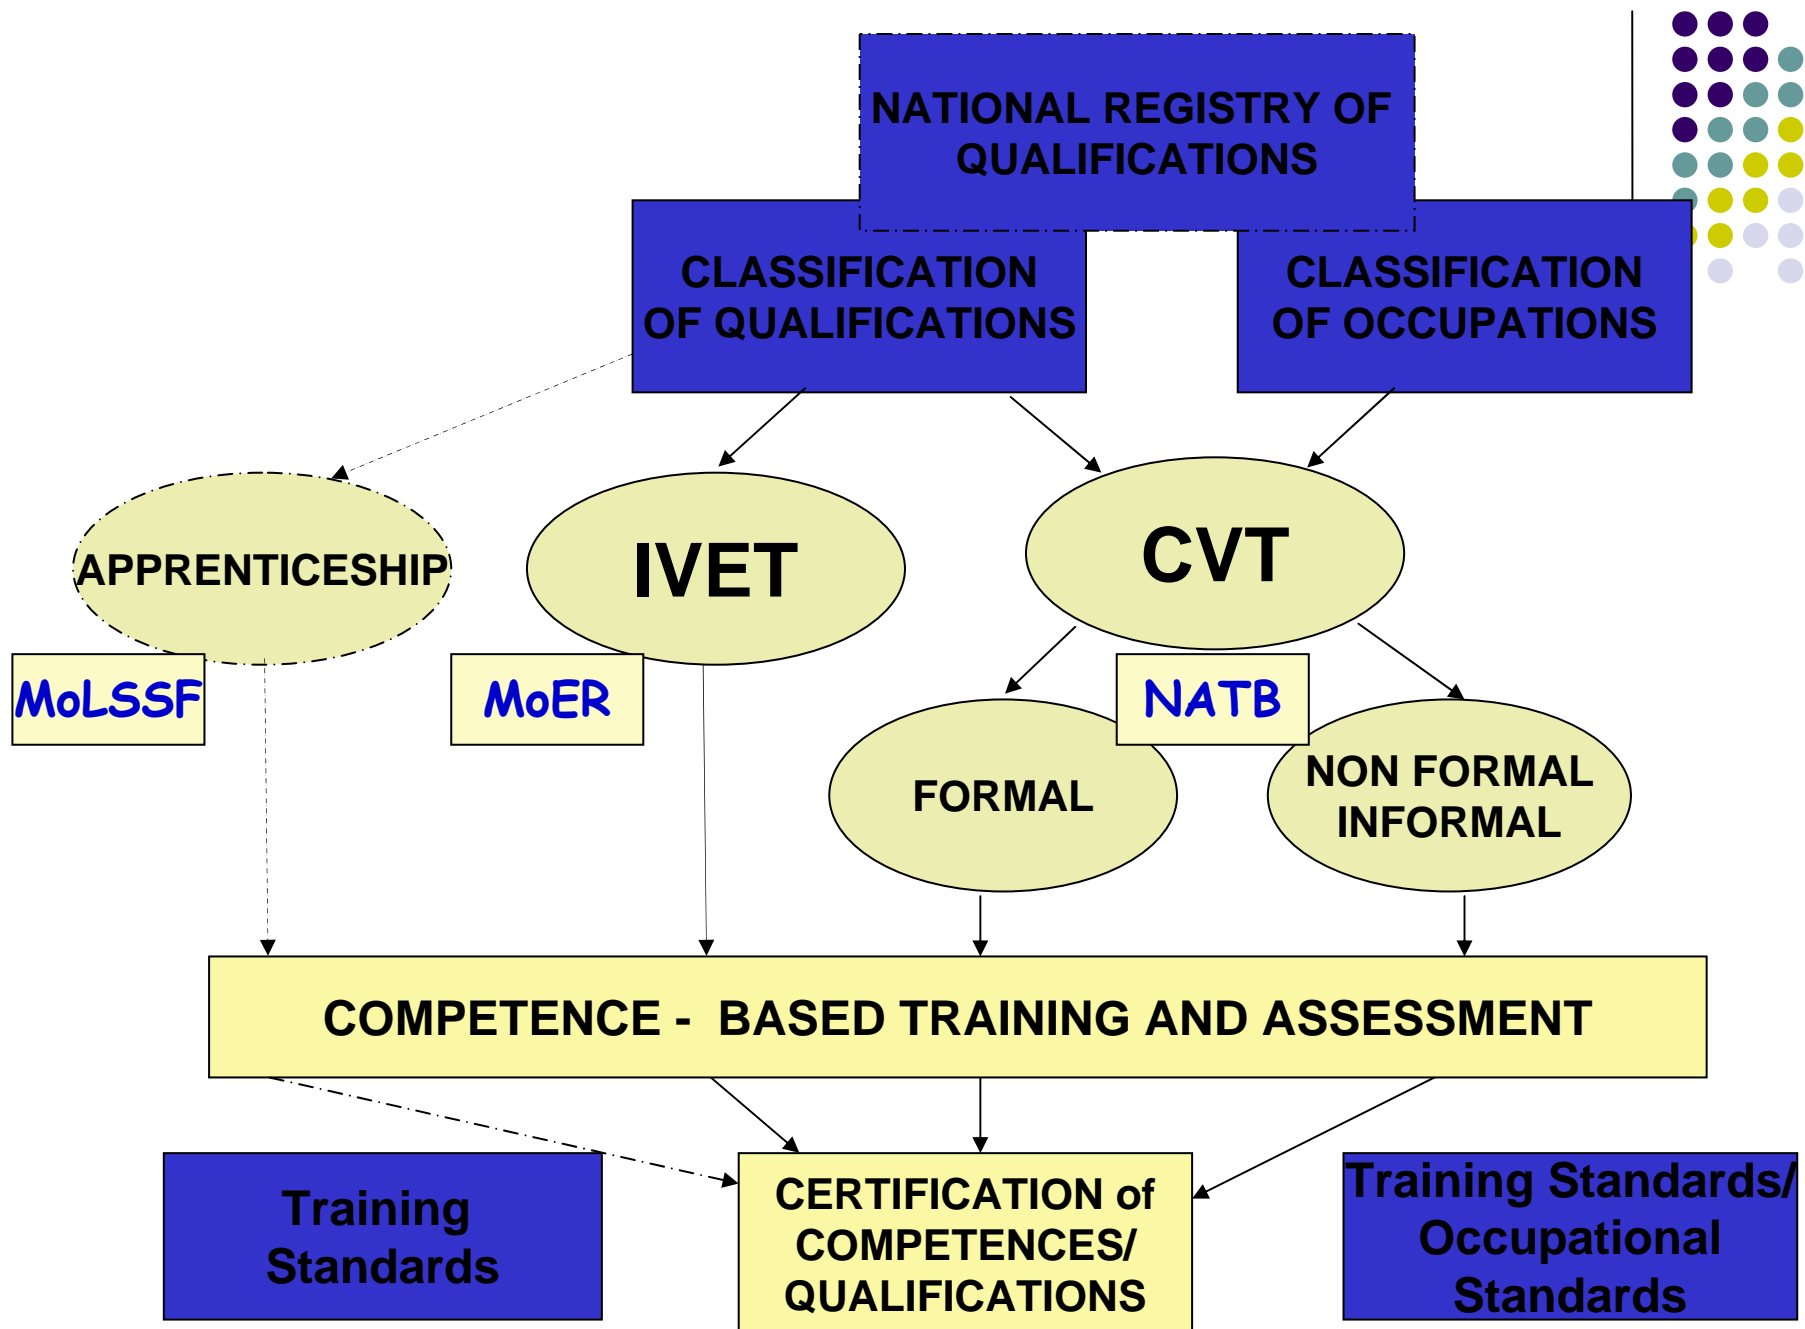 NATIONAL REGISTRY OF
QUALIFICATIONS
CLASSIFICATION
OF QUALIFICATIONS
CLASSIFICATION
OF OCCUPATIONS
APPRENTICESHIP
IVET
CVT
MoLSSF
MoER
NATB
FORMAL
NON FORMAL
INFORMAL
COMPETENCE - BASED TRAINING AND ASSESSMENT
Training
Standards
CERTIFICATION of
COMPETENCES/
QUALIFICATIONS
Training Standards/
Occupational
Standards